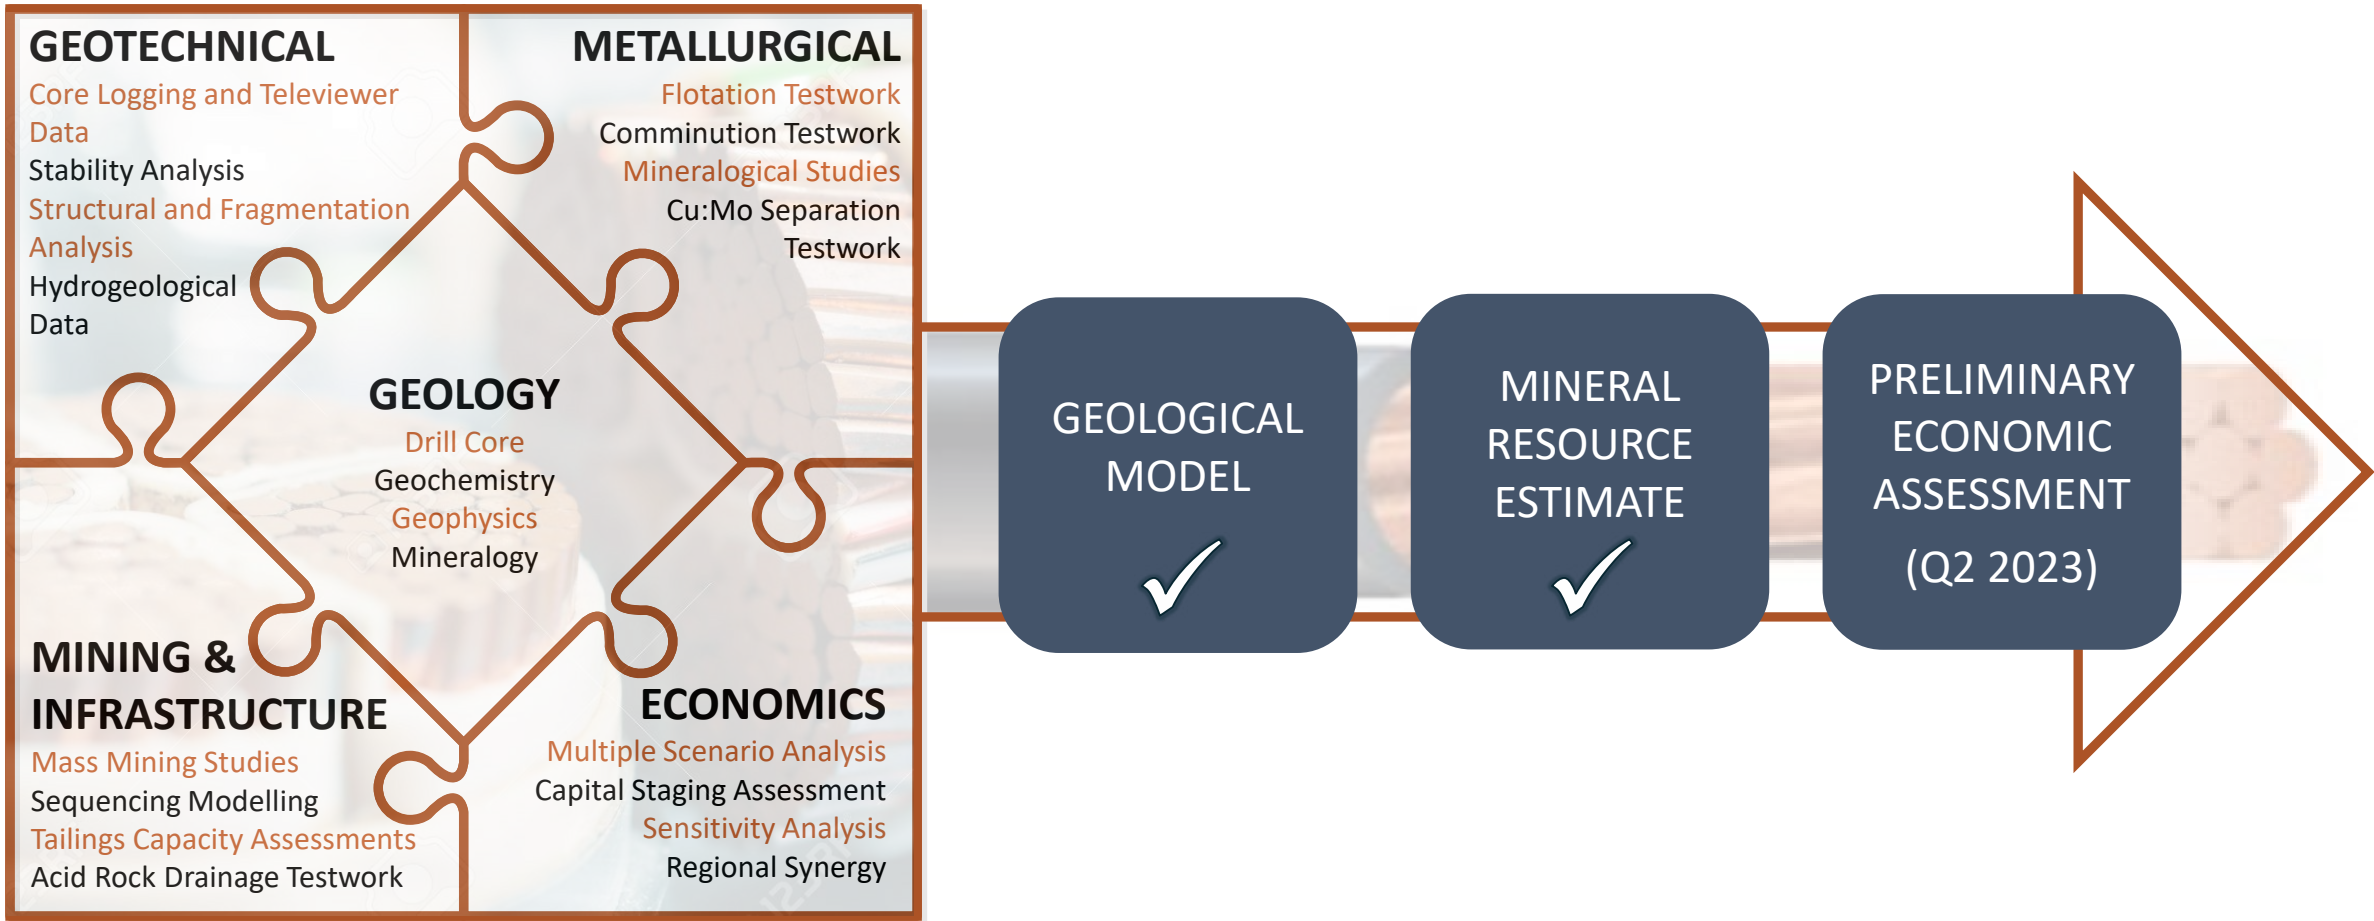 GEOTECHNICAL
Core Logging and Televiewer
Data
Stability Analysis
Structural and Fragmentation
Analysis
Hydrogeological
Data
METALLURGICAL
Flotation Testwork
Comminution Testwork
Mineralogical Studies
Cu:Mo Separation
Testwork
GEOLOGY
Drill Core
Geochemistry
Geophysics
Mineralogy
MINING &
INFRASTRUCTURE
Mass Mining Studies
Sequencing Modelling
Tailings Capacity Assessments
Acid Rock Drainage Testwork
ECONOMICS
Multiple Scenario Analysis
Capital Staging Assessment
Sensitivity Analysis
Regional Synergy
GEOLOGICAL
MODEL
MINERAL
RESOURCE
ESTIMATE
PRELIMINARY
ECONOMIC
ASSESSMENT
(Q2 2023)